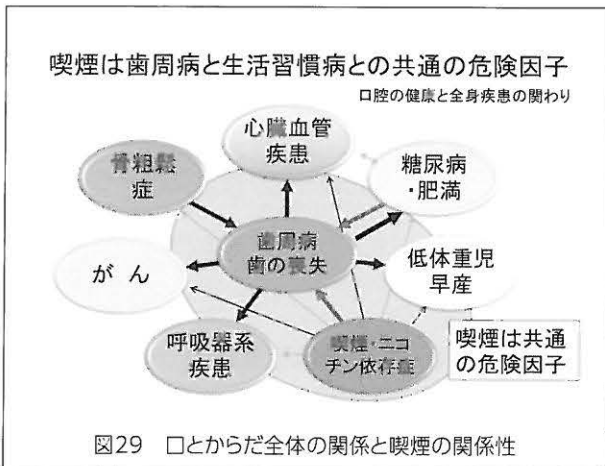 喫煙は歯周病と生活習慣病との共通の危険因子
口腔の健康と全身疾患の関わり
心臓血管
疾患
骨粗鬆
症
糖尿病
・肥満
歯周病
歯の喪失
がん
低体重児
早産
呼吸器系
疾患
喫煙・ニコ
チン依存症
喫煙は共通
の危険因子
図29 口とからだ全体の関係と喫煙の関係性